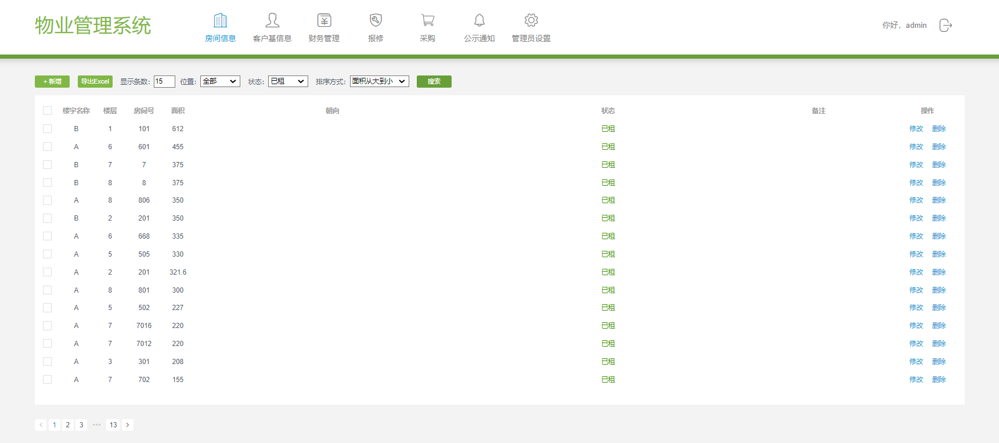 物业管理系统
房间信息 客户基信息 财务管理 报修 采购 公示通知 管理员设置
你好，admin
+ 新增 导出Excel 显示条数: 15 位置: 全部 状态: 已租 排序方式: 面积从大到小 搜索
楼宇名称 楼层 房间号 面积 朝向 状态 备注 操作
B 1 101 612 已租 修改 删除
A 6 601 455 已租 修改 删除
B 7 7 375 已租 修改 删除
B 8 8 375 已租 修改 删除
A 8 806 350 已租 修改 删除
B 2 201 350 已租 修改 删除
A 6 668 335 已租 修改 删除
A 5 505 330 已租 修改 删除
A 2 201 321.6 已租 修改 删除
A 8 801 300 已租 修改 删除
A 5 502 227 已租 修改 删除
A 7 7016 220 已租 修改 删除
A 7 7012 220 已租 修改 删除
A 3 301 208 已租 修改 删除
A 7 702 155 已租 修改 删除
< 1 2 3 ••• 13 >